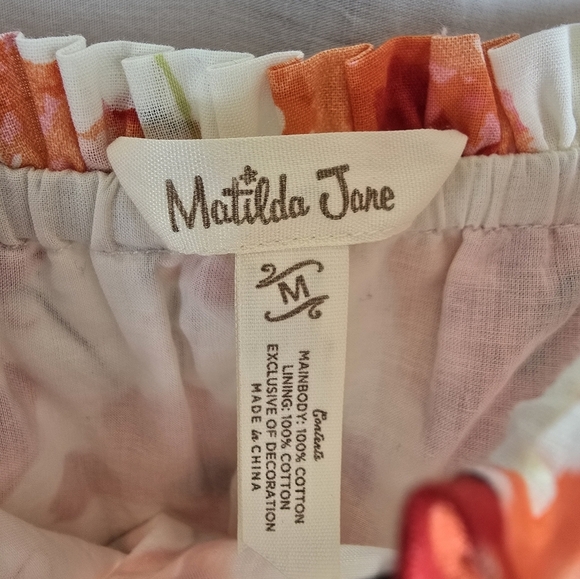 Matilda Jane
M
Contents
MAINBODY: 100% COTTON
LINING: 100% COTTON
EXCLUSIVE OF DECORATION
MADE in CHINA